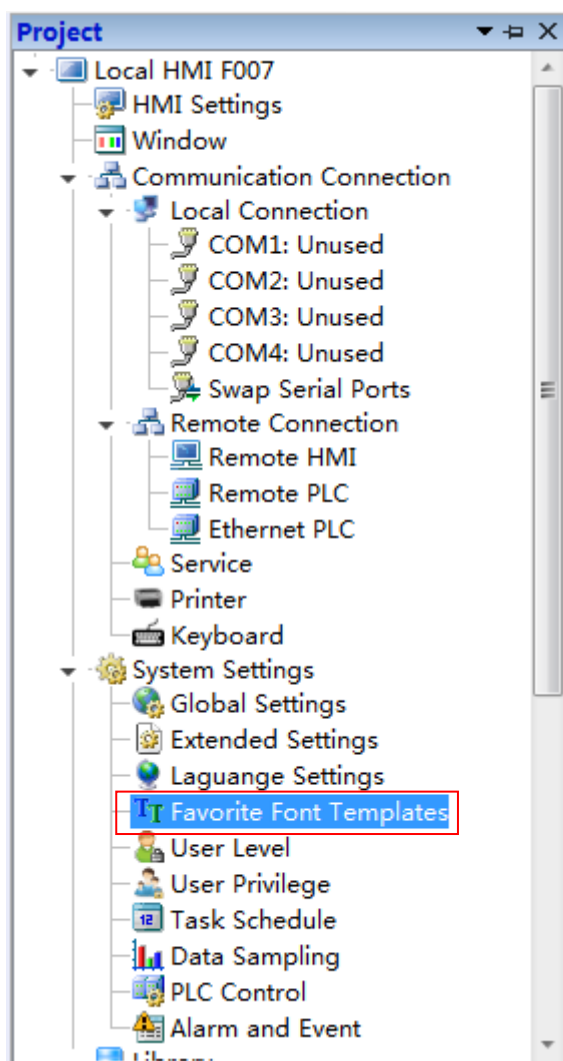 Project
Local HMI F007
HMI Settings
Window
Communication Connection
Local Connection
COM1: Unused
COM2: Unused
COM3: Unused
COM4: Unused
Swap Serial Ports
Remote Connection
Remote HMI
Remote PLC
Ethernet PLC
Service
Printer
Keyboard
System Settings
Global Settings
Extended Settings
Laguange Settings
Favorite Font Templates
User Level
User Privilege
Task Schedule
Data Sampling
PLC Control
Alarm and Event